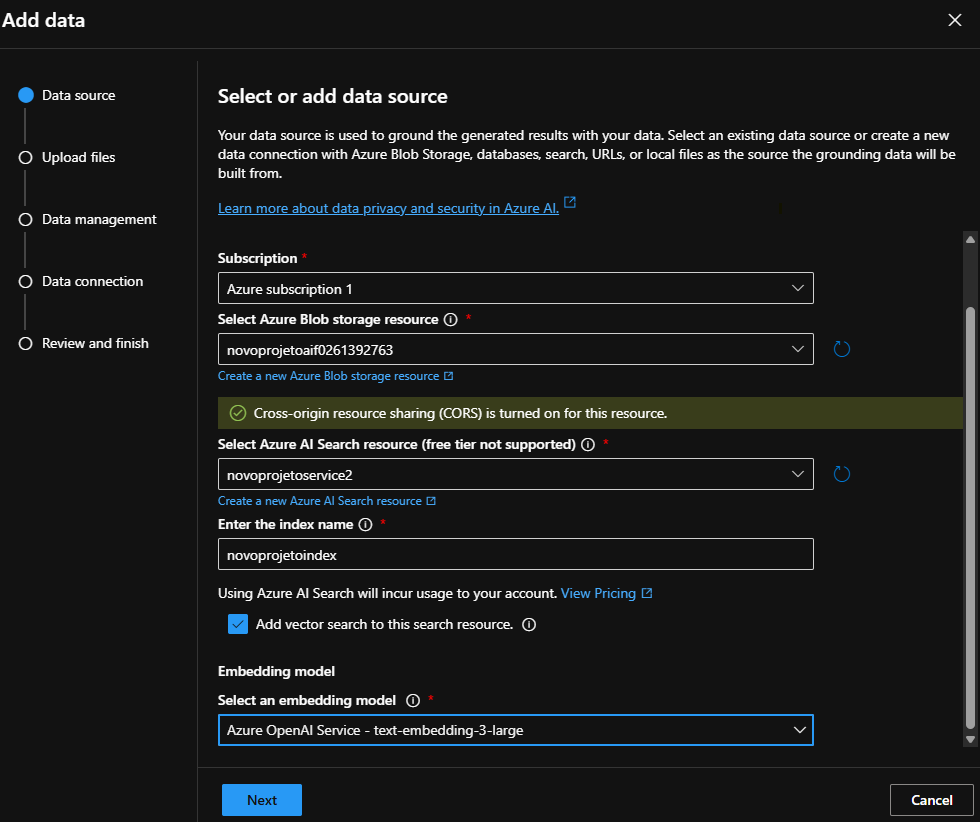 Add data
Data source
Upload files
Data management
Data connection
Review and finish
Select or add data source
Your data source is used to ground the generated results with your data. Select an existing data source or create a new
data connection with Azure Blob Storage, databases, search, URLs, or local files as the source the grounding data will be
built from.
Learn more about data privacy and security in Azure AI.
Subscription *
Azure subscription 1
Select Azure Blob storage resource *
novoprojetoaif0261392763
Create a new Azure Blob storage resource
Cross-origin resource sharing (CORS) is turned on for this resource.
Select Azure AI Search resource (free tier not supported) *
novoprojetoservice2
Create a new Azure AI Search resource
Enter the index name *
novoprojetoindex
Using Azure AI Search will incur usage to your account. View Pricing
Add vector search to this search resource.
Embedding model
Select an embedding model *
Azure OpenAI Service - text-embedding-3-large
Next
Cancel